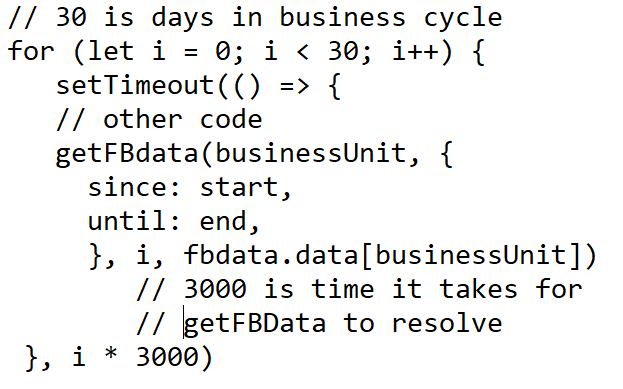 // 30 is days in business cycle
for (let i = 0; i < 30; i++) {
setTimeout(() => {
// other code
getFBdata(businessUnit, {
since: start,
until: end,
}, i, fbdata.data[businessUnit])
// 3000 is time it takes for
// getFBData to resolve
}, i * 3000)